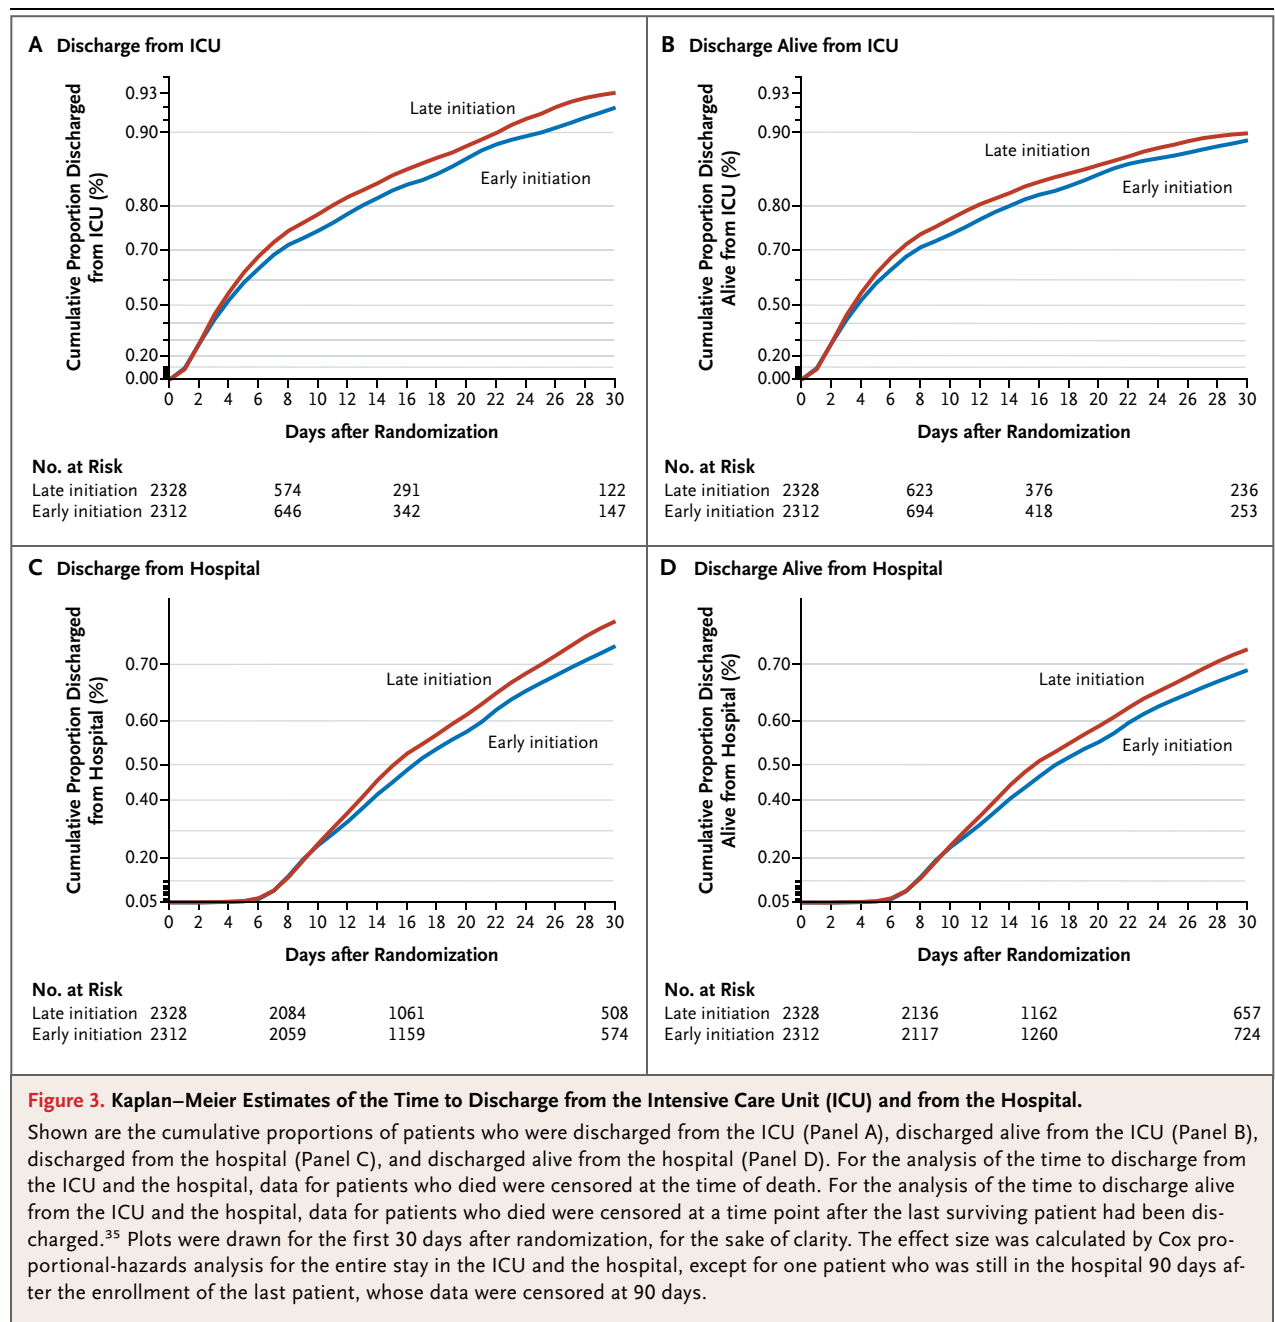 A Discharge from ICU
Cumulative Proportion Discharged
from ICU (%)
0.93
0.90
0.80
0.70
0.50
0.20
0.00
Late initiation
Early initiation
0 2 4 6 8 10 12 14 16 18 20 22 24 26 28 30
Days after Randomization
No. at Risk
Late initiation 2328 574 291 122
Early initiation 2312 646 342 147
B Discharge Alive from ICU
Cumulative Proportion Discharged
Alive from ICU (%)
0.93
0.90
0.80
0.70
0.50
0.20
0.00
Late initiation
Early initiation
0 2 4 6 8 10 12 14 16 18 20 22 24 26 28 30
Days after Randomization
No. at Risk
Late initiation 2328 623 376 236
Early initiation 2312 694 418 253
C Discharge from Hospital
Cumulative Proportion Discharged
from Hospital (%)
0.70
0.60
0.50
0.40
0.20
0.05
Late initiation
Early initiation
0 2 4 6 8 10 12 14 16 18 20 22 24 26 28 30
Days after Randomization
No. at Risk
Late initiation 2328 2084 1061 508
Early initiation 2312 2059 1159 574
D Discharge Alive from Hospital
Cumulative Proportion Discharged
Alive from Hospital (%)
0.70
0.60
0.50
0.40
0.20
0.05
Late initiation
Early initiation
0 2 4 6 8 10 12 14 16 18 20 22 24 26 28 30
Days after Randomization
No. at Risk
Late initiation 2328 2136 1162 657
Early initiation 2312 2117 1260 724
Figure 3. Kaplan–Meier Estimates of the Time to Discharge from the Intensive Care Unit (ICU) and from the Hospital.
Shown are the cumulative proportions of patients who were discharged from the ICU (Panel A), discharged alive from the ICU (Panel B),
discharged from the hospital (Panel C), and discharged alive from the hospital (Panel D). For the analysis of the time to discharge from
the ICU and the hospital, data for patients who died were censored at the time of death. For the analysis of the time to discharge alive
from the ICU and the hospital, data for patients who died were censored at a time point after the last surviving patient had been dis-
charged.³⁵ Plots were drawn for the first 30 days after randomization, for the sake of clarity. The effect size was calculated by Cox pro-
portional-hazards analysis for the entire stay in the ICU and the hospital, except for one patient who was still in the hospital 90 days af-
ter the enrollment of the last patient, whose data were censored at 90 days.